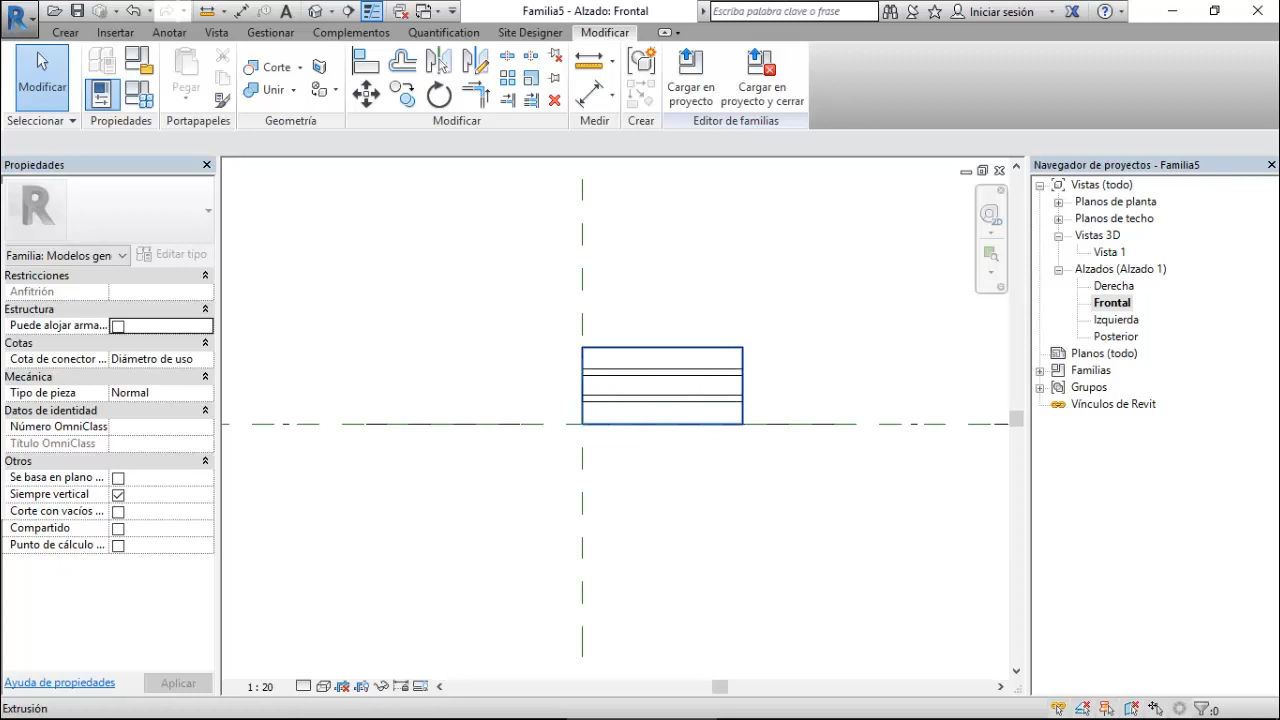 Familia5 - Alzado: Frontal
Escriba palabra clave o frase
Iniciar sesión
Crear
Insertar
Anotar
Vista
Gestionar
Complementos
Quantification
Site Designer
Modificar
Modificar
Pegar
Corte
Unir
Cargar en
proyecto
Cargar en
proyecto y cerrar
Seleccionar
Propiedades
Portapapeles
Geometría
Modificar
Medir
Crear
Editor de familias
Propiedades
Familia: Modelos gen
Editar tipo
Restricciones
Anfitrión
Estructura
Puede alojar arma...
Cotas
Cota de conector ...
Diámetro de uso
Mecánica
Tipo de pieza
Normal
Datos de identidad
Número OmniClass
Título OmniClass
Otros
Se basa en plano ...
Siempre vertical
Corte con vacíos ...
Compartido
Punto de cálculo ...
Ayuda de propiedades
Aplicar
2D
1 : 20
Navegador de proyectos - Familia5
Vistas (todo)
Planos de planta
Planos de techo
Vistas 3D
Vista 1
Alzados (Alzado 1)
Derecha
Frontal
Izquierda
Posterior
Planos (todo)
Familias
Grupos
Vínculos de Revit
Extrusión
:0